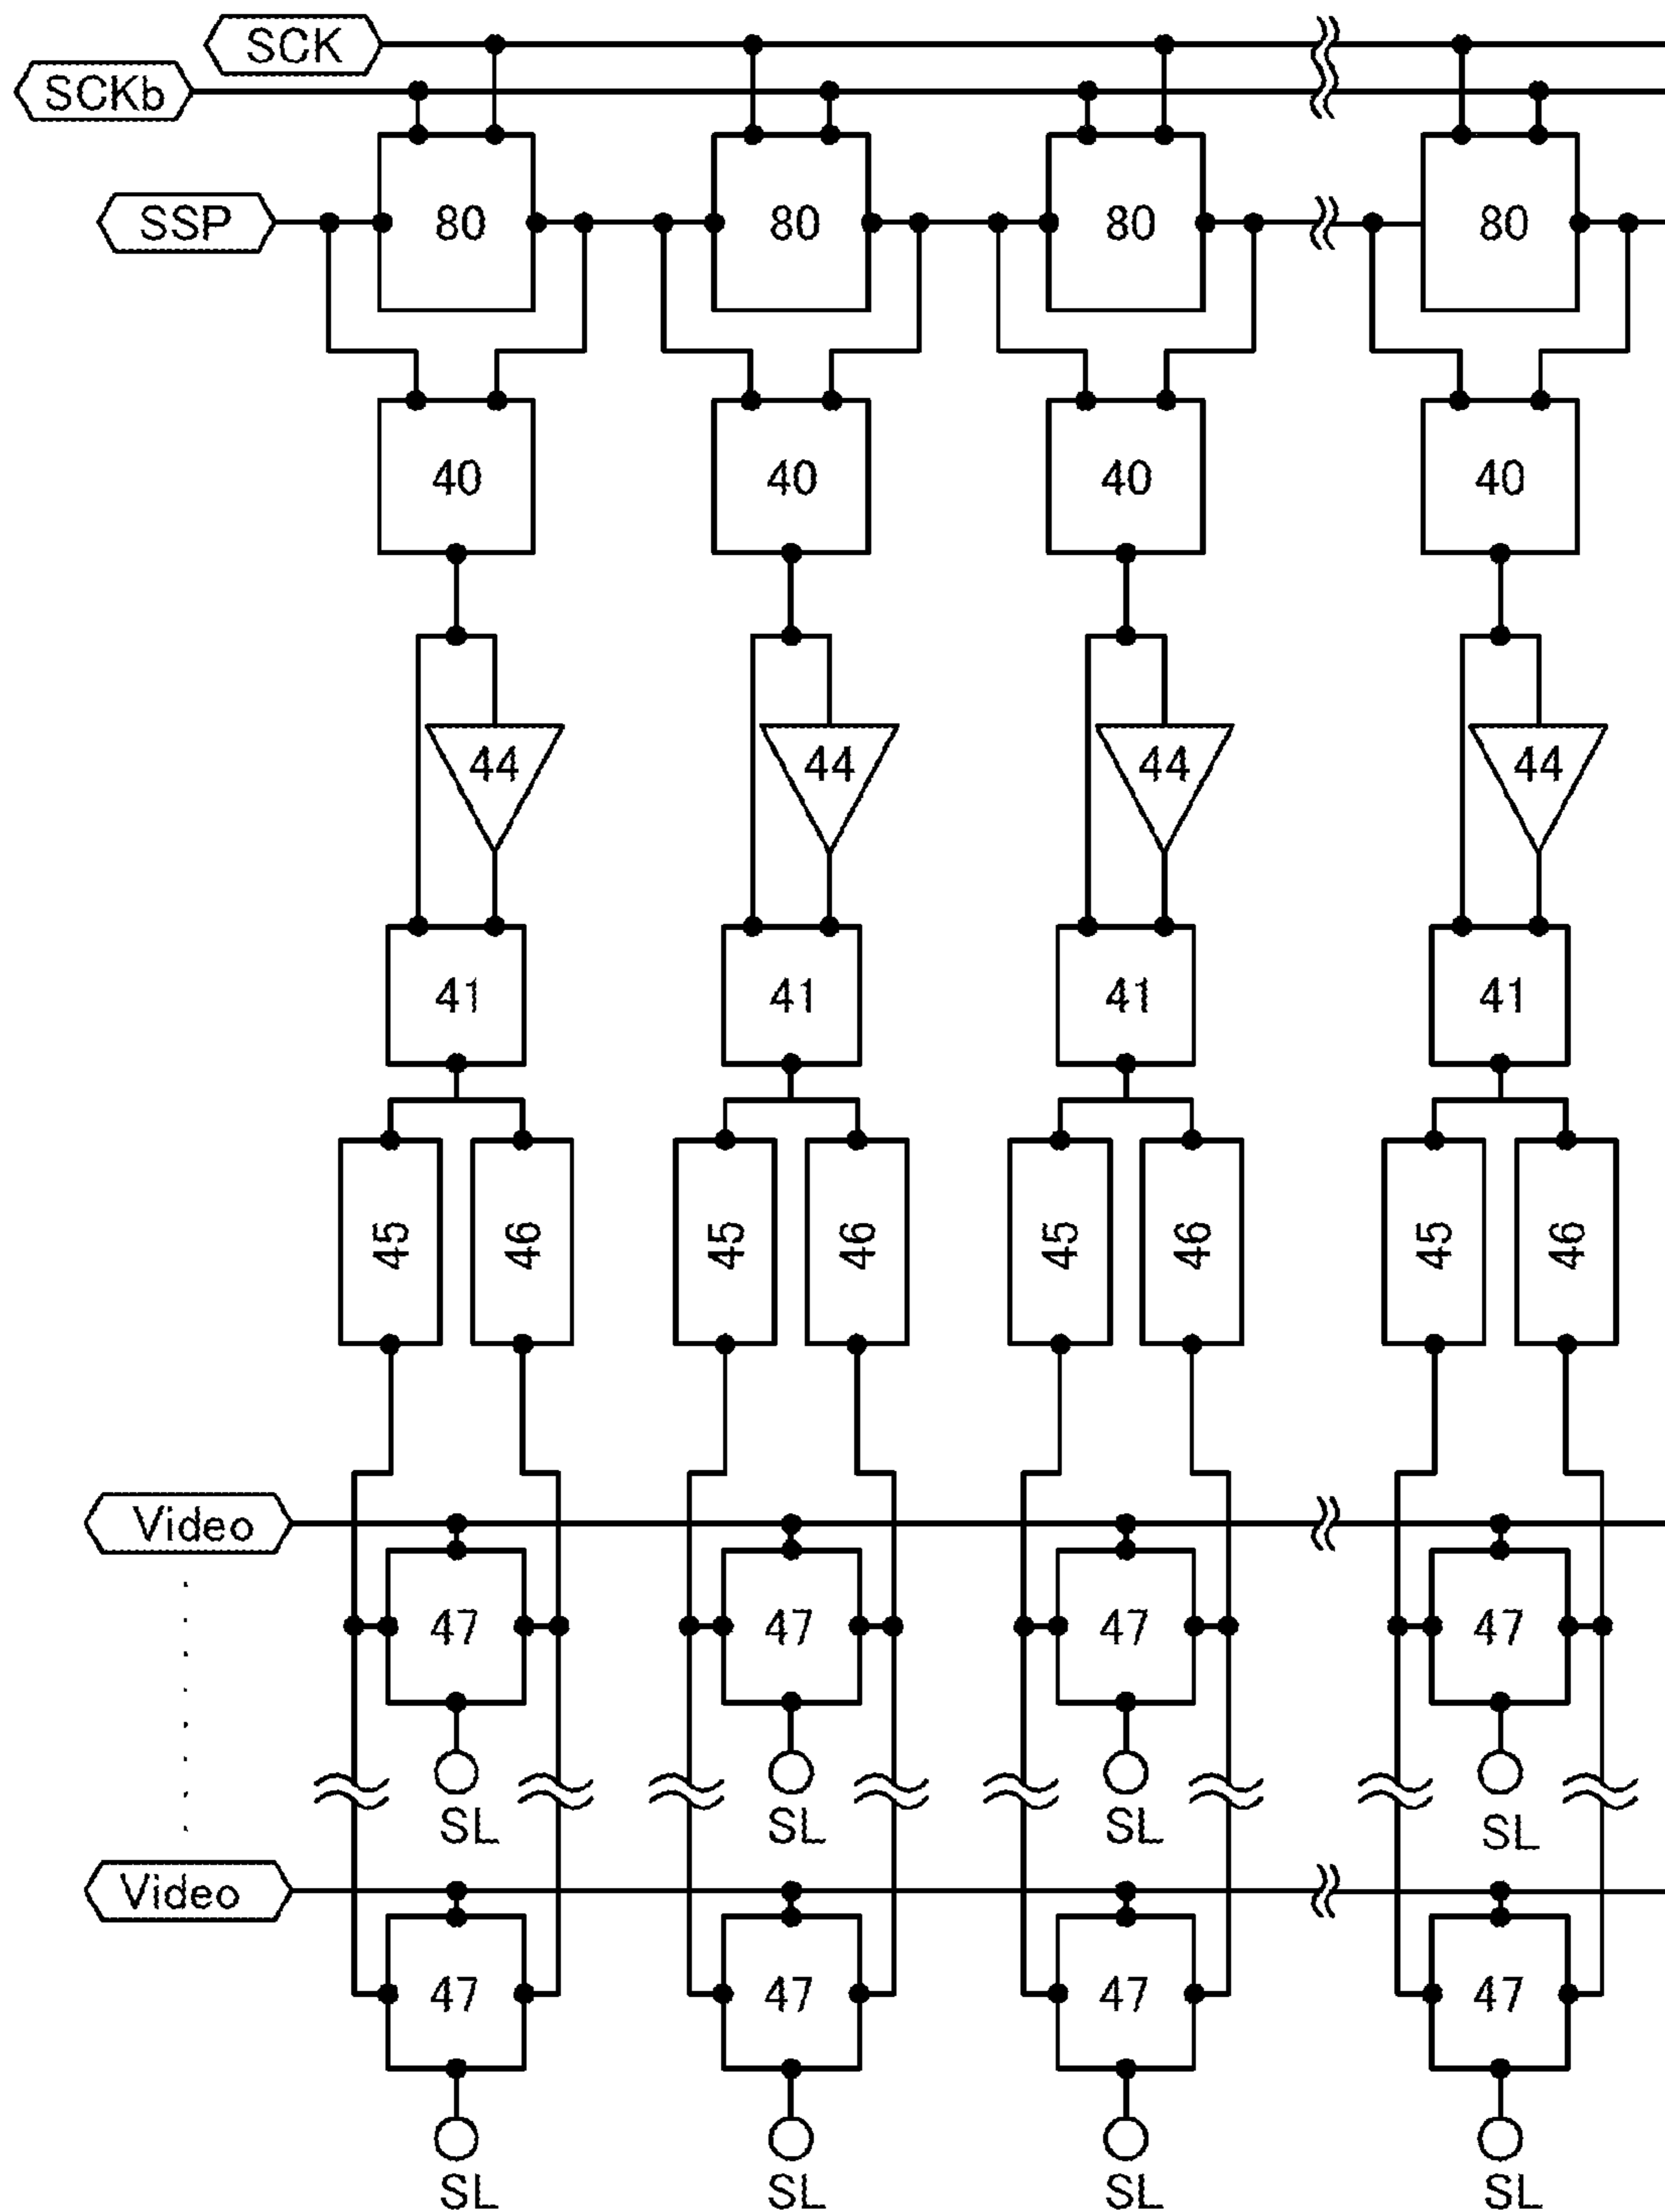 SCK
SCKb
SSP
80 80 80 80
40 40 40 40
44 44 44 44
41 41 41 41
45 46 45 46 45 46 45 46
Video
47 47 47 47
SL SL SL SL
Video
47 47 47 47
SL SL SL SL